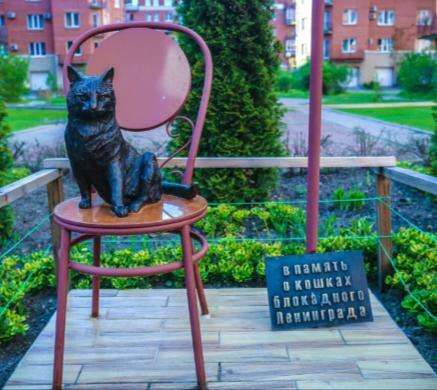 в память
в кошках
блокадного
Ленинграда